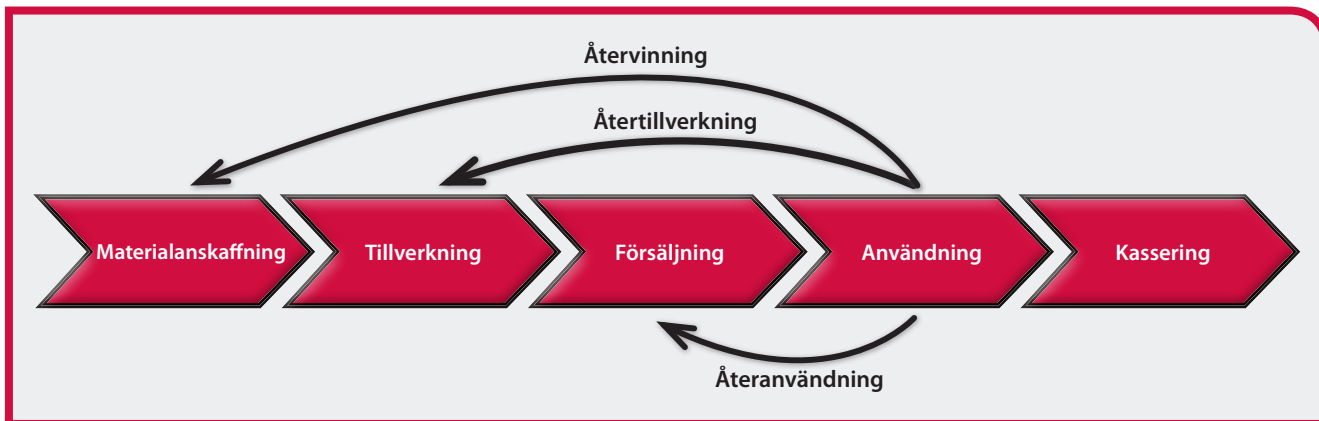 Återvinning
Återtillverkning
Materialanskaffning
Tillverkning
Försäljning
Användning
Kassering
Återanvändning